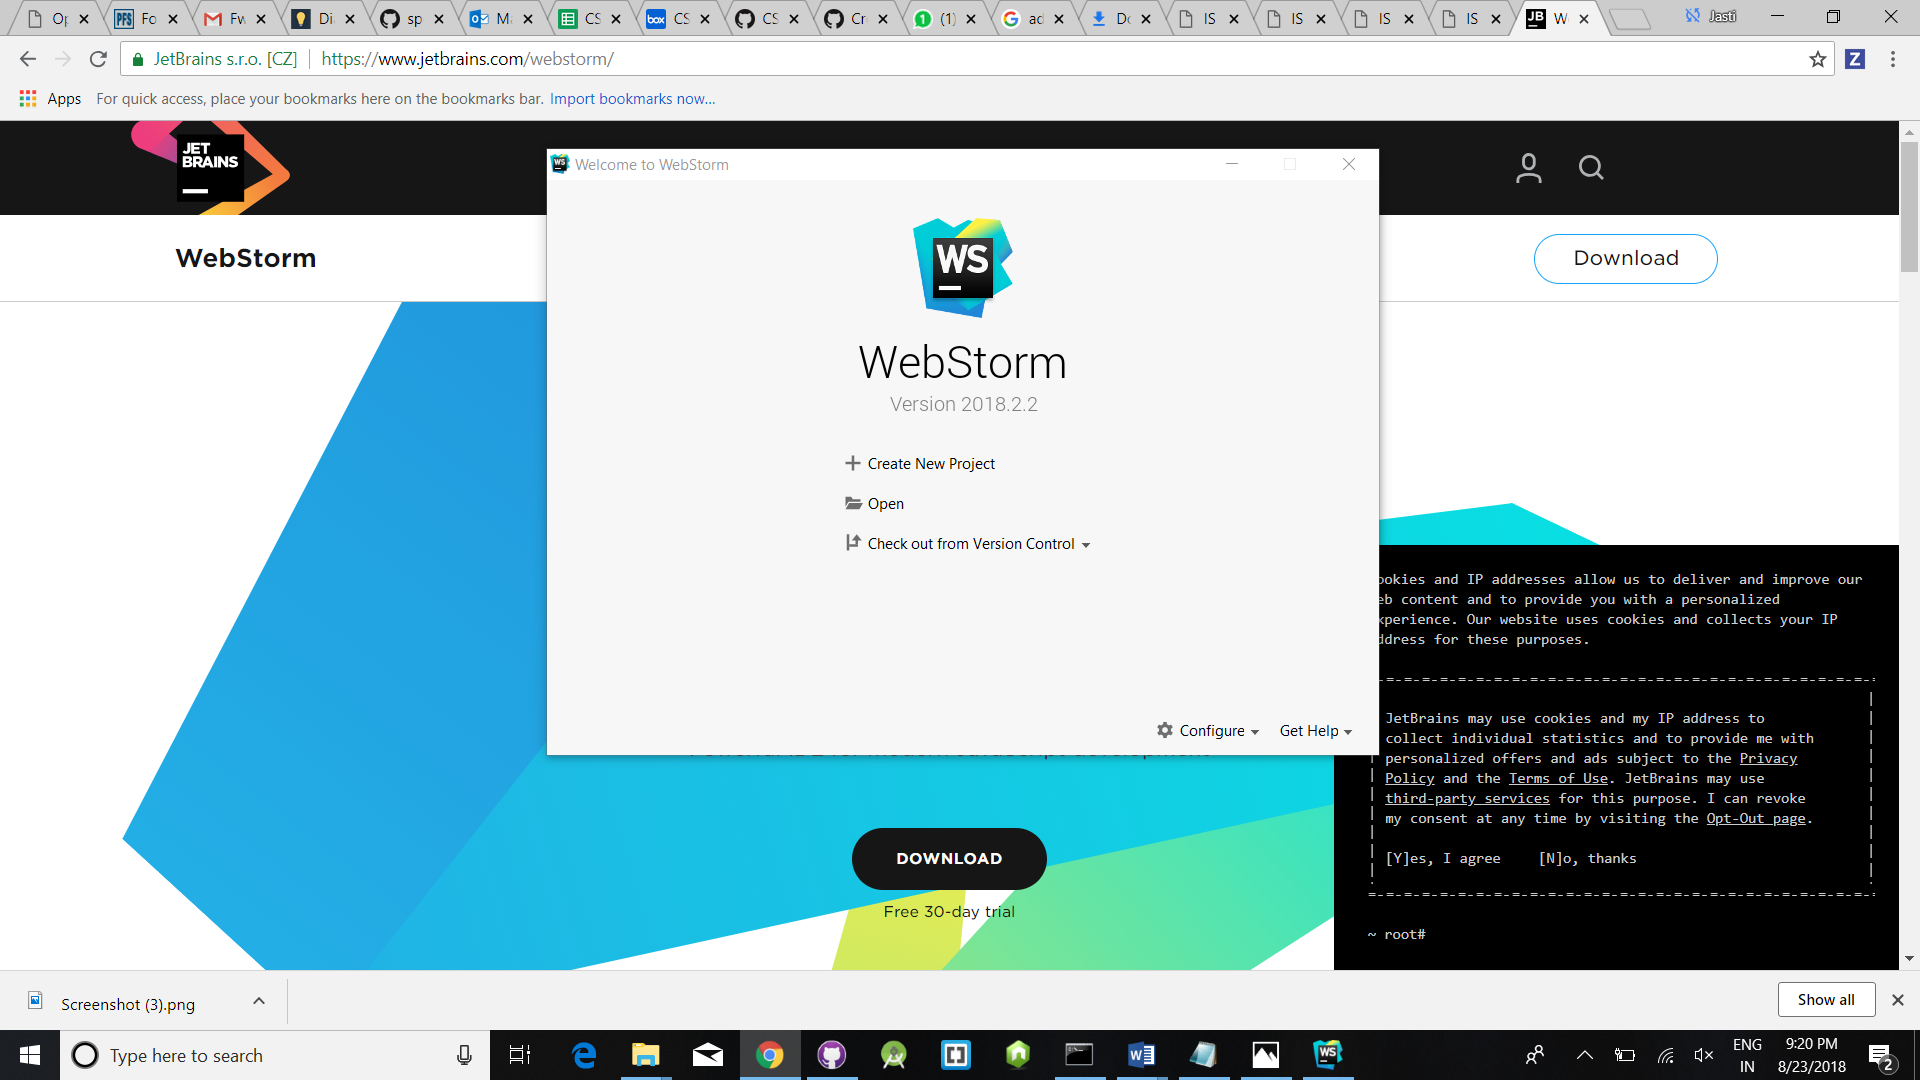 Op
Fo
Fw
Di
sp
Ma
CS
CS
CS
Cr
(1)
ad
Do
IS
IS
IS
IS
We
Jasti
JetBrains s.r.o. [CZ]
https://www.jetbrains.com/webstorm/
Apps
For quick access, place your bookmarks here on the bookmarks bar. Import bookmarks now...
JET
BRAINS
WebStorm
Download
Welcome to WebStorm
WS
WebStorm
Version 2018.2.2
Create New Project
Open
Check out from Version Control
Configure
Get Help
ookies and IP addresses allow us to deliver and improve our
eb content and to provide you with a personalized
xperience. Our website uses cookies and collects your IP
ddress for these purposes.
JetBrains may use cookies and my IP address to
collect individual statistics and to provide me with
personalized offers and ads subject to the Privacy
Policy and the Terms of Use. JetBrains may use
third-party services for this purpose. I can revoke
my consent at any time by visiting the Opt-Out page.
[Y]es, I agree [N]o, thanks
~ root#
DOWNLOAD
Free 30-day trial
Screenshot (3).png
Show all
Type here to search
ENG
IN
9:20 PM
8/23/2018
2